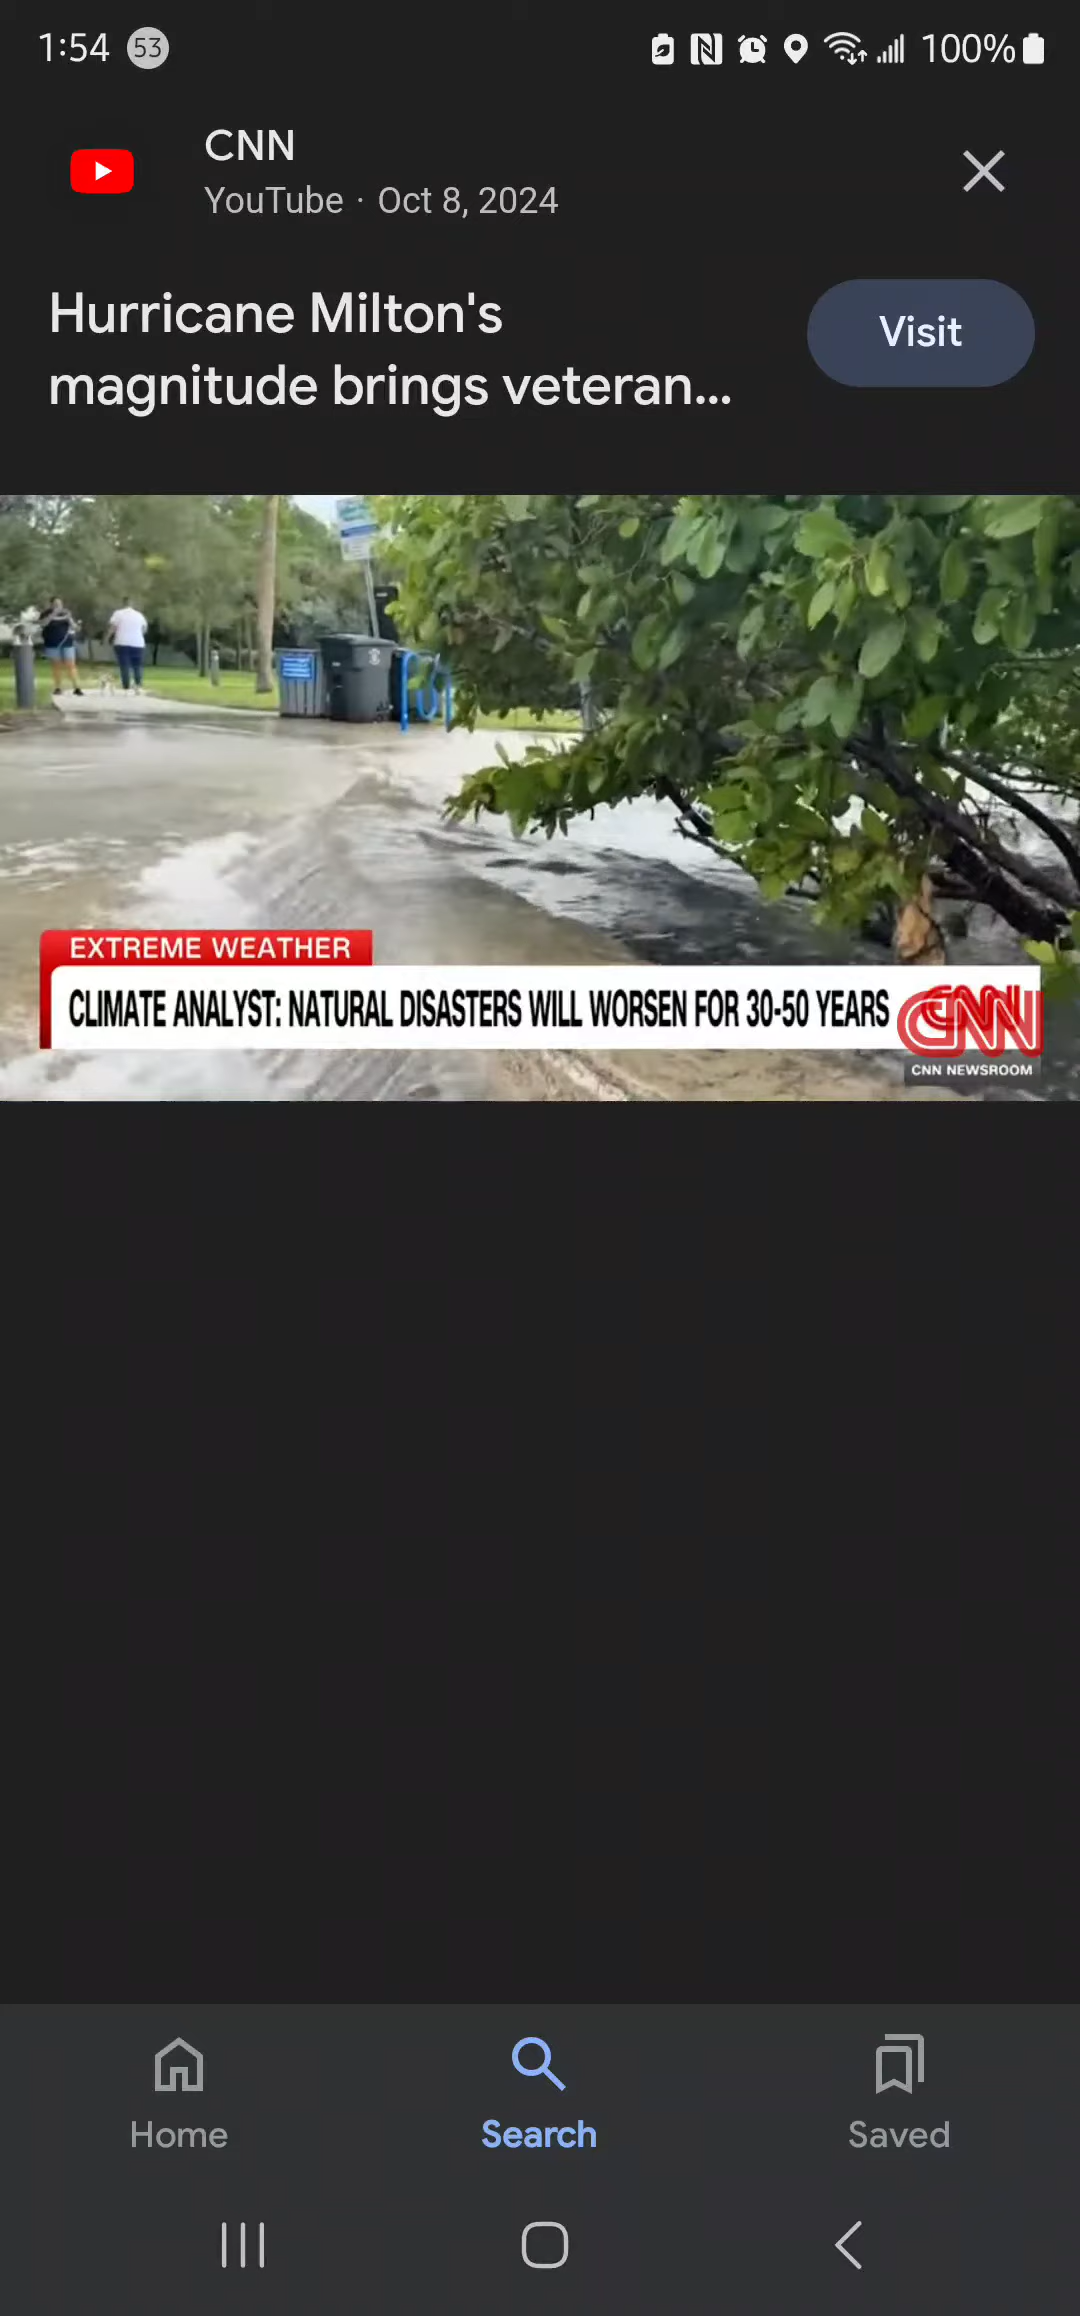 1:54 53 100%
CNN
YouTube · Oct 8, 2024
Hurricane Milton's
magnitude brings veteran...
Visit
EXTREME WEATHER
CLIMATE ANALYST: NATURAL DISASTERS WILL WORSEN FOR 30-50 YEARS
CNN
CNN NEWSROOM
Home Search Saved